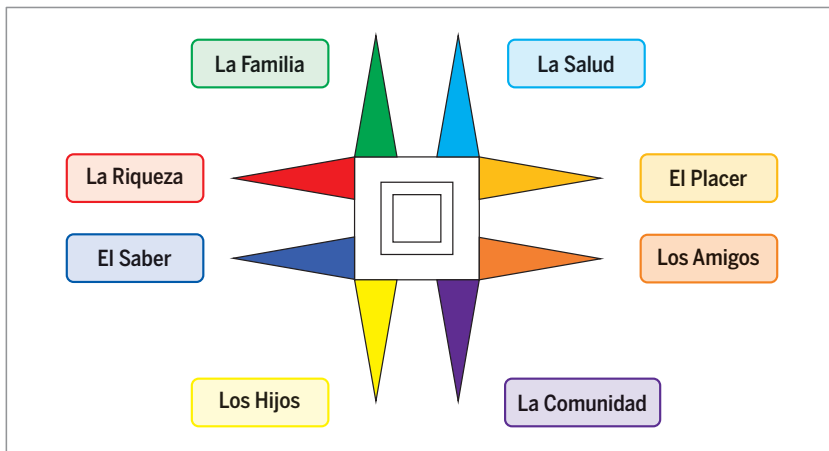 La Familia
La Salud
La Riqueza
El Placer
El Saber
Los Amigos
Los Hijos
La Comunidad